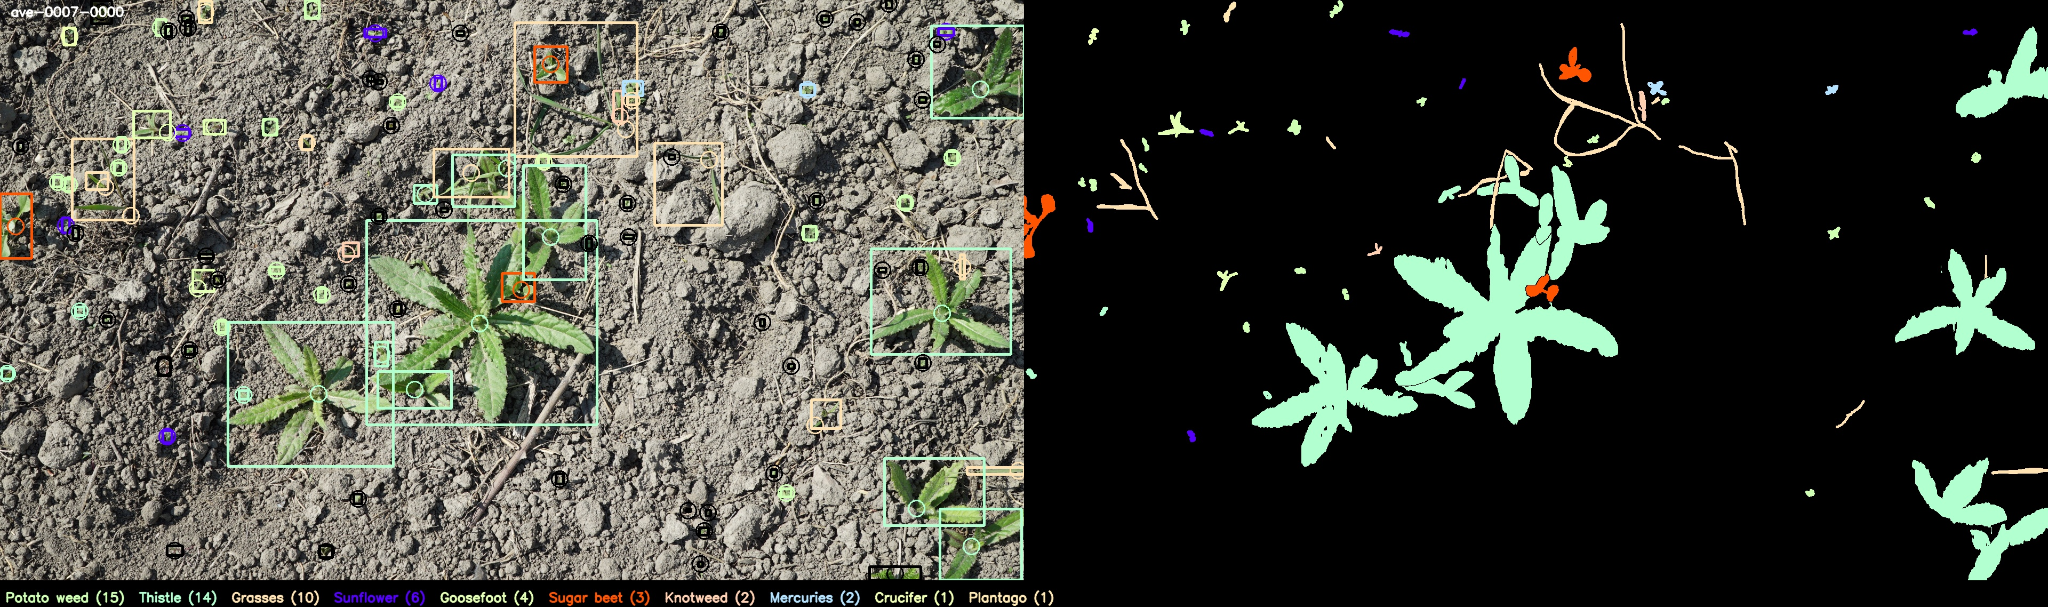 ave-0007-0000
Potato weed (15) Thistle (14) Grasses (10) Sunflower (6) Goosefoot (4) Sugar beet (3) Knotweed (2) Mercuries (2) Crucifer (1) Plantago (1)